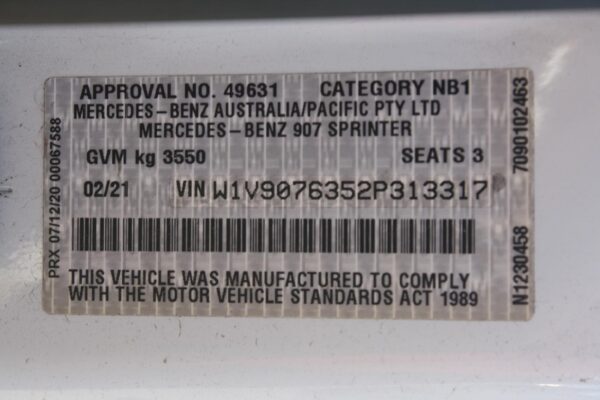 APPROVAL NO. 49631 CATEGORY NB1
MERCEDES-BENZ AUSTRALIA/PACIFIC PTY LTD
MERCEDES-BENZ 907 SPRINTER
GVM kg 3550 SEATS 3
02/21 VIN W1V9076352P313317
THIS VEHICLE WAS MANUFACTURED TO COMPLY
WITH THE MOTOR VEHICLE STANDARDS ACT 1989
PRX 07/12/20 00067588
N1230458 7090102463